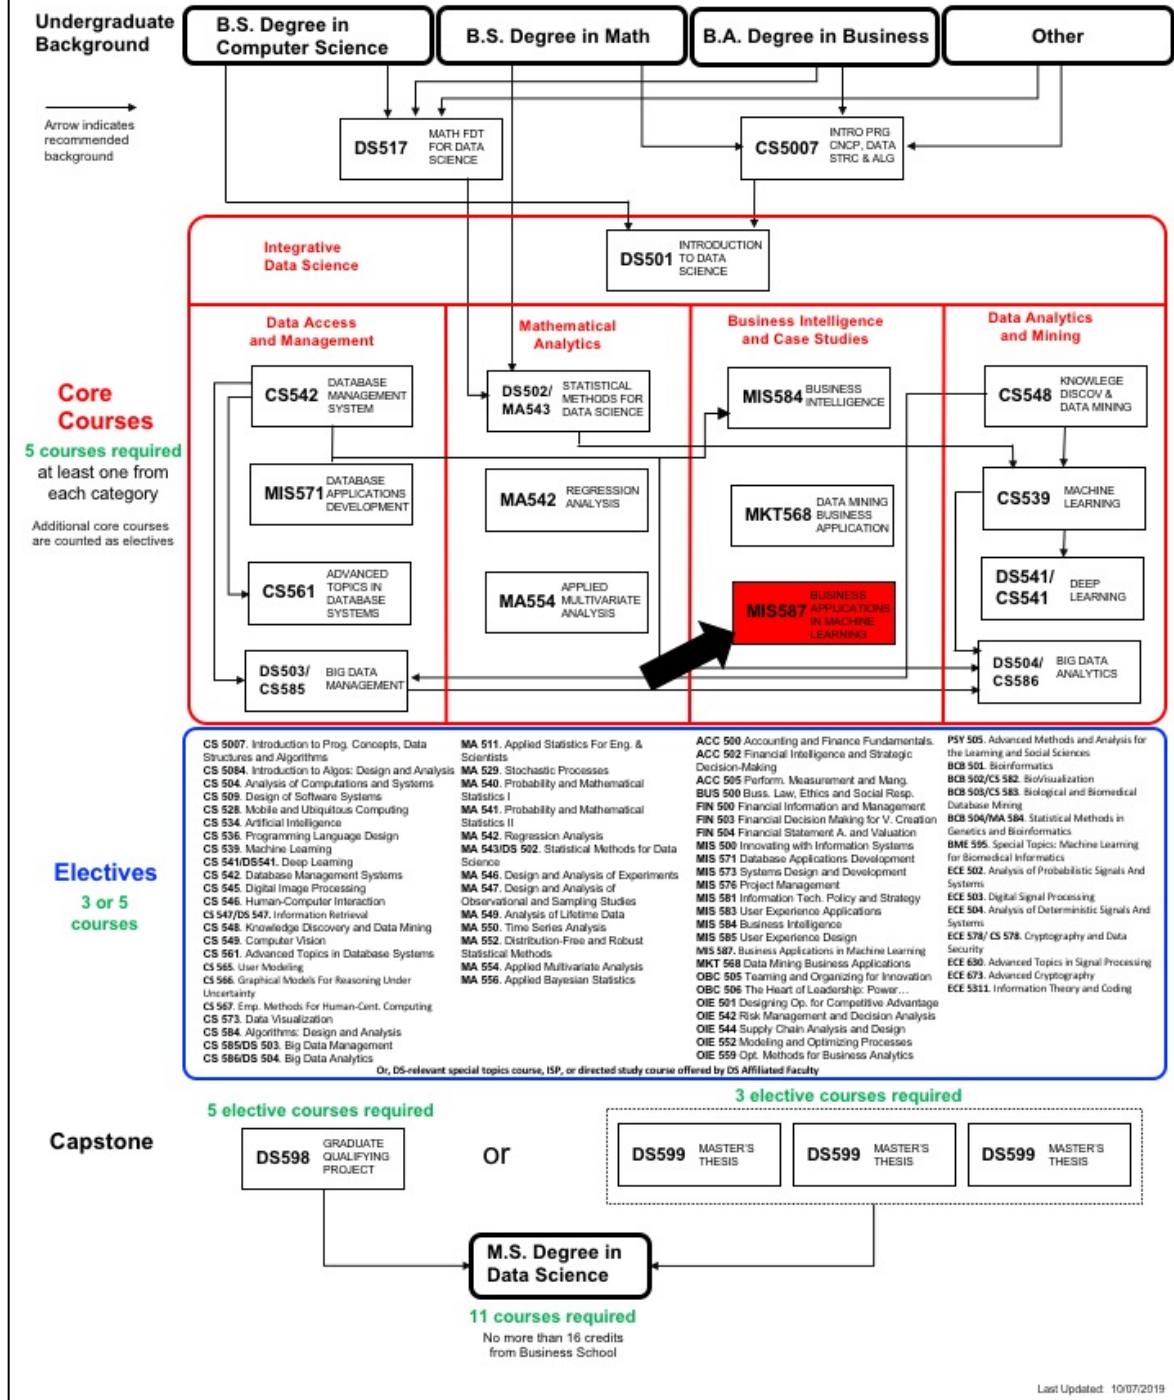 Undergraduate
Background
B.S. Degree in
Computer Science
B.S. Degree in Math
B.A. Degree in Business
Other
Arrow indicates
recommended
background
DS517
MATH FDT
FOR DATA
SCIENCE
CS5007
INTRO PRG
CNCP, DATA
STRC & ALG
Integrative
Data Science
DS501
INTRODUCTION
TO DATA
SCIENCE
Core
Courses
5 courses required
at least one from
each category
Additional core courses
are counted as electives
Data Access
and Management
CS542
DATABASE
MANAGEMENT
SYSTEM
MIS571
DATABASE
APPLICATIONS
DEVELOPMENT
CS561
ADVANCED
TOPICS IN
DATABASE
SYSTEMS
DS503/
CS585
BIG DATA
MANAGEMENT
Mathematical
Analytics
DS502/
MA543
STATISTICAL
METHODS FOR
DATA SCIENCE
MA542
REGRESSION
ANALYSIS
MA554
APPLIED
MULTIVARIATE
ANALYSIS
Business Intelligence
and Case Studies
MIS584
BUSINESS
INTELLIGENCE
MKT568
DATA MINING
BUSINESS
APPLICATION
MIS587
BUSINESS
APPLICATIONS
IN MACHINE
LEARNING
Data Analytics
and Mining
CS548
KNOWLEGE
DISCOV &
DATA MINING
CS539
MACHINE
LEARNING
DS541/
CS541
DEEP
LEARNING
DS504/
CS586
BIG DATA
ANALYTICS
Electives
3 or 5
courses
CS 5007. Introduction to Prog. Concepts, Data
Structures and Algorithms
CS 5084. Introduction to Algos: Design and Analysis
CS 504. Analysis of Computations and Systems
CS 509. Design of Software Systems
CS 528. Mobile and Ubiquitous Computing
CS 534. Artificial Intelligence
CS 536. Programming Language Design
CS 539. Machine Learning
CS 541/DS541. Deep Learning
CS 542. Database Management Systems
CS 545. Digital Image Processing
CS 546. Human-Computer Interaction
CS 547/DS 547. Information Retrieval
CS 548. Knowledge Discovery and Data Mining
CS 549. Computer Vision
CS 561. Advanced Topics in Database Systems
CS 565. User Modeling
CS 566. Graphical Models For Reasoning Under
Uncertainty
CS 567. Emp. Methods For Human-Cent. Computing
CS 573. Data Visualization
CS 584. Algorithms: Design and Analysis
CS 585/DS 503. Big Data Management
CS 586/DS 504. Big Data Analytics
MA 511. Applied Statistics For Eng. &
Scientists
MA 529. Stochastic Processes
MA 540. Probability and Mathematical
Statistics I
MA 541. Probability and Mathematical
Statistics II
MA 542. Regression Analysis
MA 543/DS 502. Statistical Methods for Data
Science
MA 546. Design and Analysis of Experiments
MA 547. Design and Analysis of
Observational and Sampling Studies
MA 549. Analysis of Lifetime Data
MA 550. Time Series Analysis
MA 552. Distribution-Free and Robust
Statistical Methods
MA 554. Applied Multivariate Analysis
MA 556. Applied Bayesian Statistics
ACC 500 Accounting and Finance Fundamentals.
ACC 502 Financial Intelligence and Strategic
Decision-Making
ACC 505 Perform. Measurement and Mang.
BUS 500 Buss. Law, Ethics and Social Resp.
FIN 500 Financial Information and Management
FIN 503 Financial Decision Making for V. Creation
FIN 504 Financial Statement A. and Valuation
MIS 500 Innovating with Information Systems
MIS 571 Database Applications Development
MIS 573 Systems Design and Development
MIS 576 Project Management
MIS 581 Information Tech. Policy and Strategy
MIS 583 User Experience Applications
MIS 584 Business Intelligence
MIS 585 User Experience Design
MIS 587. Business Applications in Machine Learning
MKT 568 Data Mining Business Applications
OBC 505 Teaming and Organizing for Innovation
OBC 506 The Heart of Leadership: Power...
OIE 501 Designing Op. for Competitive Advantage
OIE 542 Risk Management and Decision Analysis
OIE 544 Supply Chain Analysis and Design
OIE 552 Modeling and Optimizing Processes
OIE 559 Opt. Methods for Business Analytics
PSY 505. Advanced Methods and Analysis for
the Learning and Social Sciences
BCB 501. Bioinformatics
BCB 502/CS 582. BioVisualization
BCB 503/CS 583. Biological and Biomedical
Database Mining
BCB 504/MA 584. Statistical Methods in
Genetics and Bioinformatics
BME 595. Special Topics: Machine Learning
for Biomedical Informatics
ECE 502. Analysis of Probabilistic Signals And
Systems
ECE 503. Digital Signal Processing
ECE 504. Analysis of Deterministic Signals And
Systems
ECE 578/ CS 578. Cryptography and Data
Security
ECE 630. Advanced Topics in Signal Processing
ECE 673. Advanced Cryptography
ECE 5311. Information Theory and Coding
Or, DS-relevant special topics course, ISP, or directed study course offered by DS Affiliated Faculty
Capstone
5 elective courses required
DS598
GRADUATE
QUALIFYING
PROJECT
or
3 elective courses required
DS599
MASTER'S
THESIS
DS599
MASTER'S
THESIS
DS599
MASTER'S
THESIS
M.S. Degree in
Data Science
11 courses required
No more than 16 credits
from Business School
Last Updated: 10/07/2019